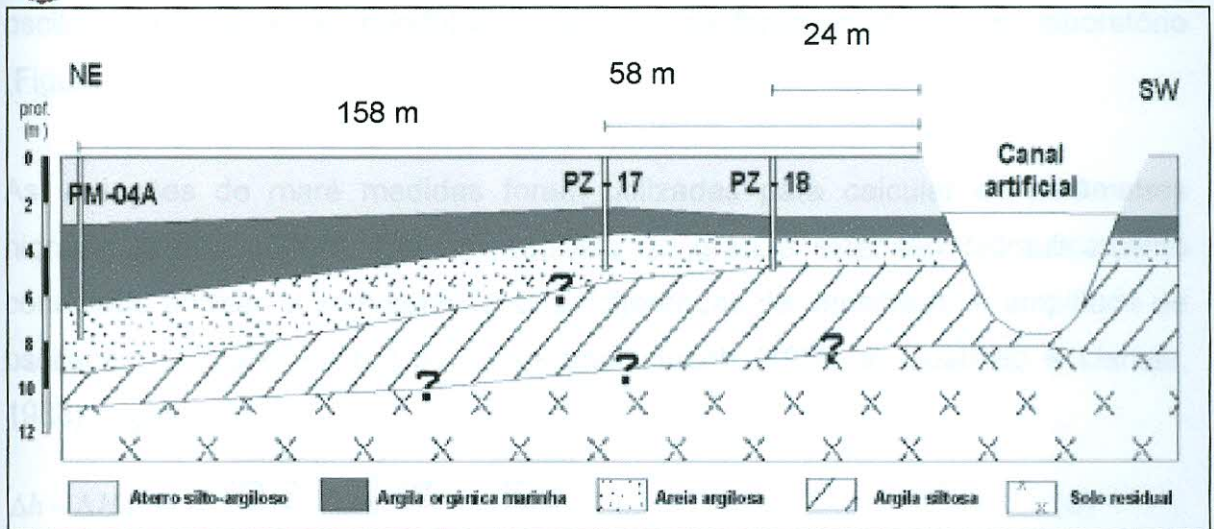 24 m
NE
58 m
SW
prof.
(m)
158 m
0
Canal
artificial
PM-04A
PZ - 17
PZ - 18
2
4
?
6
8
?
?
?
10
12
Aterro silto-argiloso
Argila orgânica marinha
Areia argilosa
Argila siltosa
Solo residual